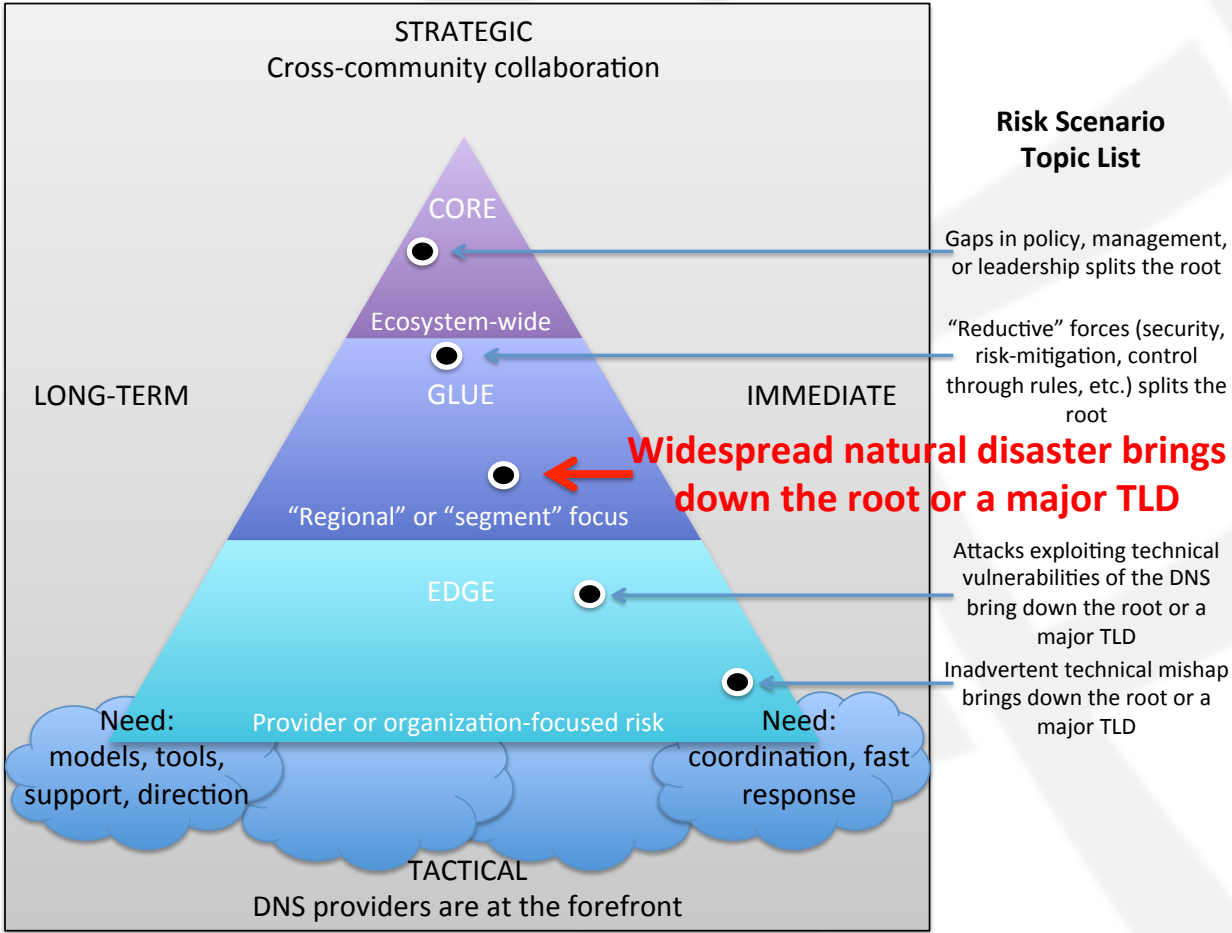 STRATEGIC
Cross-community collaboration
Risk Scenario
Topic List
CORE
Gaps in policy, management,
or leadership splits the root
Ecosystem-wide
“Reductive” forces (security,
risk-mitigation, control
through rules, etc.) splits the
root
LONG-TERM
GLUE
IMMEDIATE
Widespread natural disaster brings
down the root or a major TLD
“Regional” or “segment” focus
Attacks exploiting technical
vulnerabilities of the DNS
bring down the root or a
major TLD
EDGE
Inadvertent technical mishap
brings down the root or a
major TLD
Need:
models, tools,
support, direction
Provider or organization-focused risk
Need:
coordination, fast
response
TACTICAL
DNS providers are at the forefront